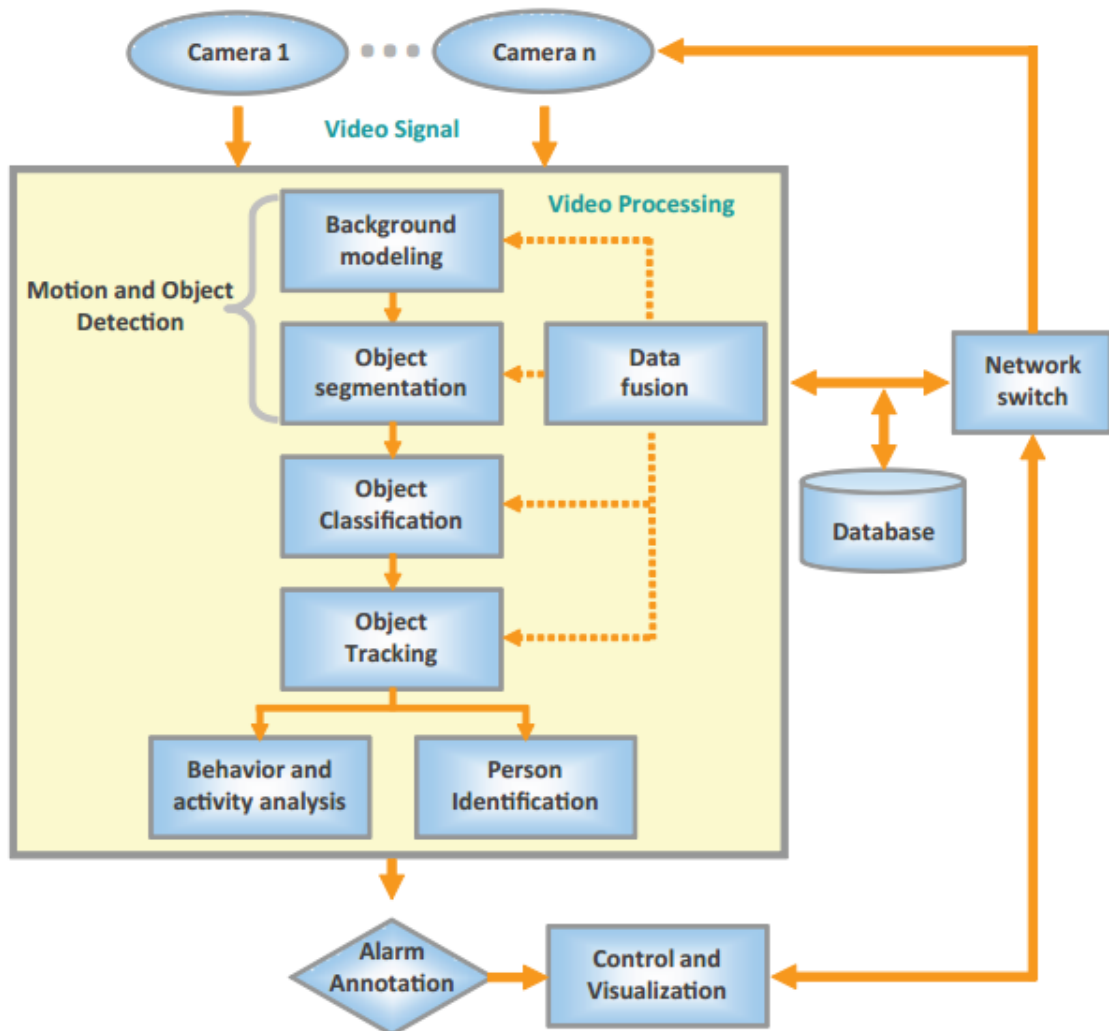 Camera 1
Camera n
Video Signal
Video Processing
Background
modeling
Motion and Object
Detection
Object
segmentation
Data
fusion
Network
switch
Object
Classification
Database
Object
Tracking
Behavior and
activity analysis
Person
Identification
Alarm
Annotation
Control and
Visualization